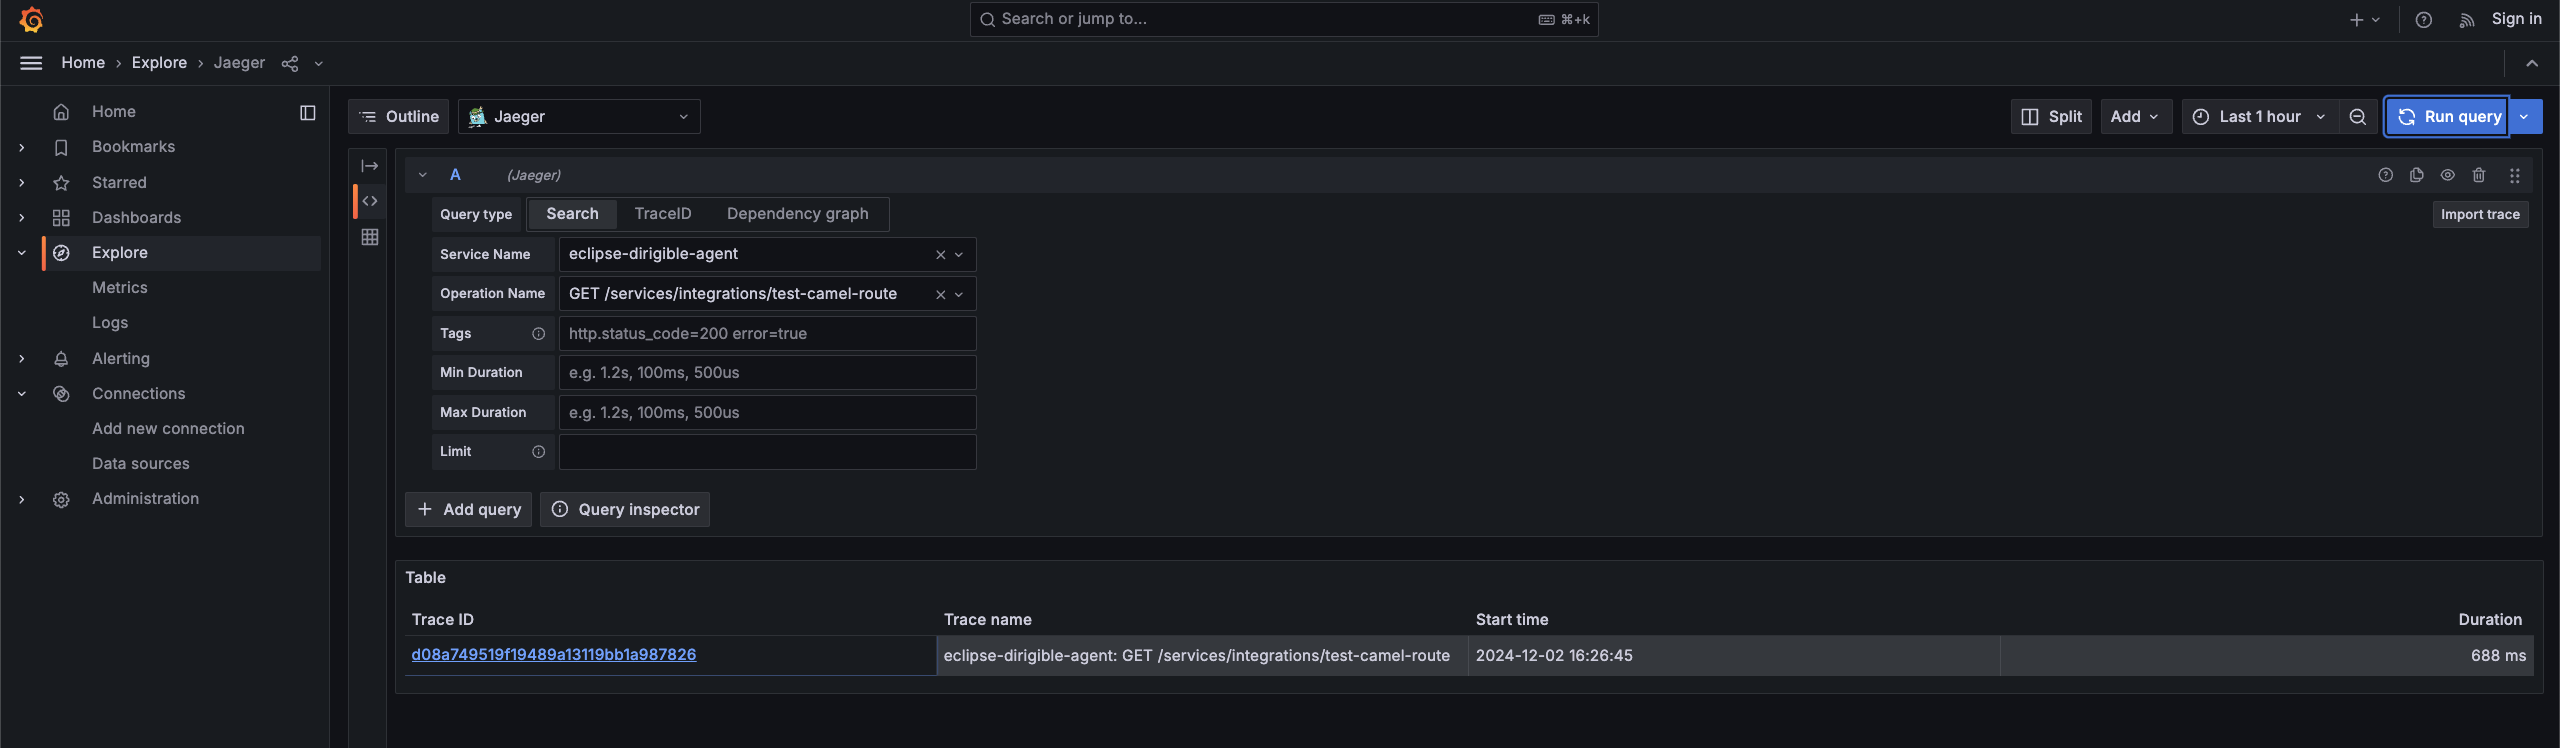 Search or jump to... ⌘+k Sign in
Home › Explore › Jaeger
Home
Bookmarks
Starred
Dashboards
Explore
Metrics
Logs
Alerting
Connections
Add new connection
Data sources
Administration
Outline Jaeger Split Add Last 1 hour Run query
A (Jaeger)
Query type Search TraceID Dependency graph Import trace
Service Name eclipse-dirigible-agent
Operation Name GET /services/integrations/test-camel-route
Tags http.status_code=200 error=true
Min Duration e.g. 1.2s, 100ms, 500us
Max Duration e.g. 1.2s, 100ms, 500us
Limit
+ Add query Query inspector
Table
Trace ID Trace name Start time Duration
d08a749519f19489a13119bb1a987826 eclipse-dirigible-agent: GET /services/integrations/test-camel-route 2024-12-02 16:26:45 688 ms